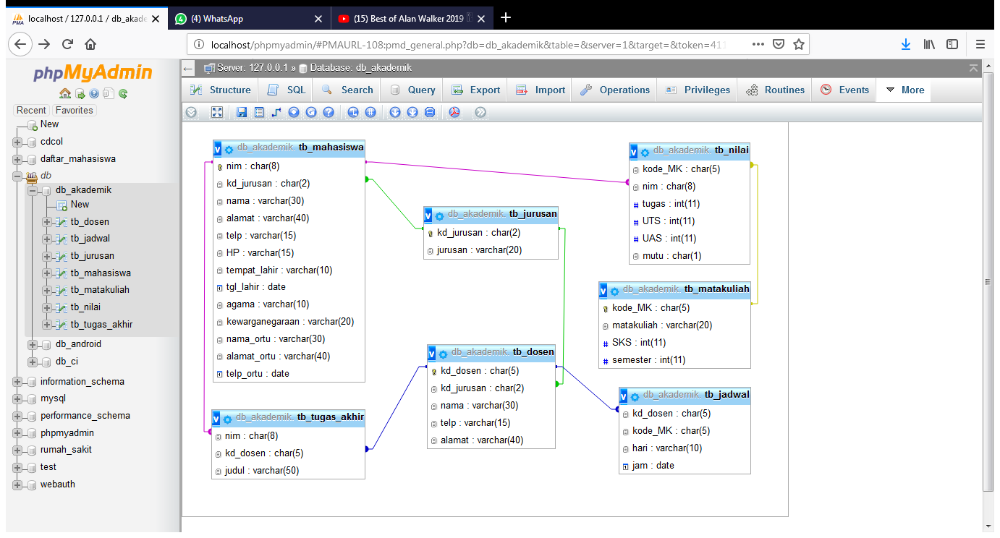 localhost / 127.0.0.1 / db_akade
(4) WhatsApp
(15) Best of Alan Walker 2019
localhost/phpmyadmin/#PMAURL-108:pmd_general.php?db=db_akademik&table=&server=1&target=&token=411
phpMyAdmin
Recent Favorites
New
cdcol
daftar_mahasiswa
db
db_akademik
New
tb_dosen
tb_jadwal
tb_jurusan
tb_mahasiswa
tb_matakuliah
tb_nilai
tb_tugas_akhir
db_android
db_ci
information_schema
mysql
performance_schema
phpmyadmin
rumah_sakit
test
webauth
Server: 127.0.0.1 » Database: db_akademik
Structure SQL Search Query Export Import Operations Privileges Routines Events More
db_akademik. tb_mahasiswa
nim : char(8)
kd_jurusan : char(2)
nama : varchar(30)
alamat : varchar(40)
telp : varchar(15)
HP : varchar(15)
tempat_lahir : varchar(10)
tgl_lahir : date
agama : varchar(10)
kewarganegaraan : varchar(20)
nama_ortu : varchar(30)
alamat_ortu : varchar(40)
telp_ortu : date
db_akademik. tb_jurusan
kd_jurusan : char(2)
jurusan : varchar(20)
db_akademik. tb_nilai
kode_MK : char(5)
nim : char(8)
tugas : int(11)
UTS : int(11)
UAS : int(11)
mutu : char(1)
db_akademik. tb_matakuliah
kode_MK : char(5)
matakuliah : varchar(20)
SKS : int(11)
semester : int(11)
db_akademik. tb_dosen
kd_dosen : char(5)
kd_jurusan : char(2)
nama : varchar(30)
telp : varchar(15)
alamat : varchar(40)
db_akademik. tb_tugas_akhir
nim : char(8)
kd_dosen : char(5)
judul : varchar(50)
db_akademik. tb_jadwal
kd_dosen : char(5)
kode_MK : char(5)
hari : varchar(10)
jam : date